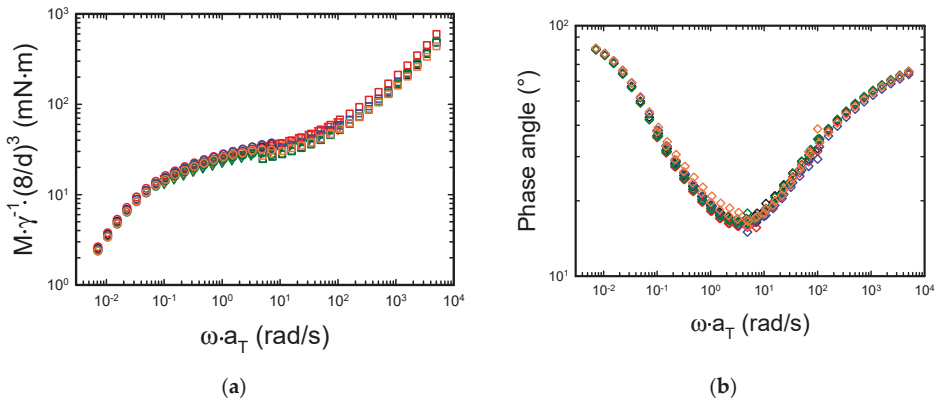 10³
10²
10¹
10⁰
M·γ⁻¹·(8/d)³ (mN·m)
10⁻² 10⁻¹ 10⁰ 10¹ 10² 10³ 10⁴
ω·a_T (rad/s)
(a)
10²
10¹
Phase angle (°)
10⁻² 10⁻¹ 10⁰ 10¹ 10² 10³ 10⁴
ω·a_T (rad/s)
(b)